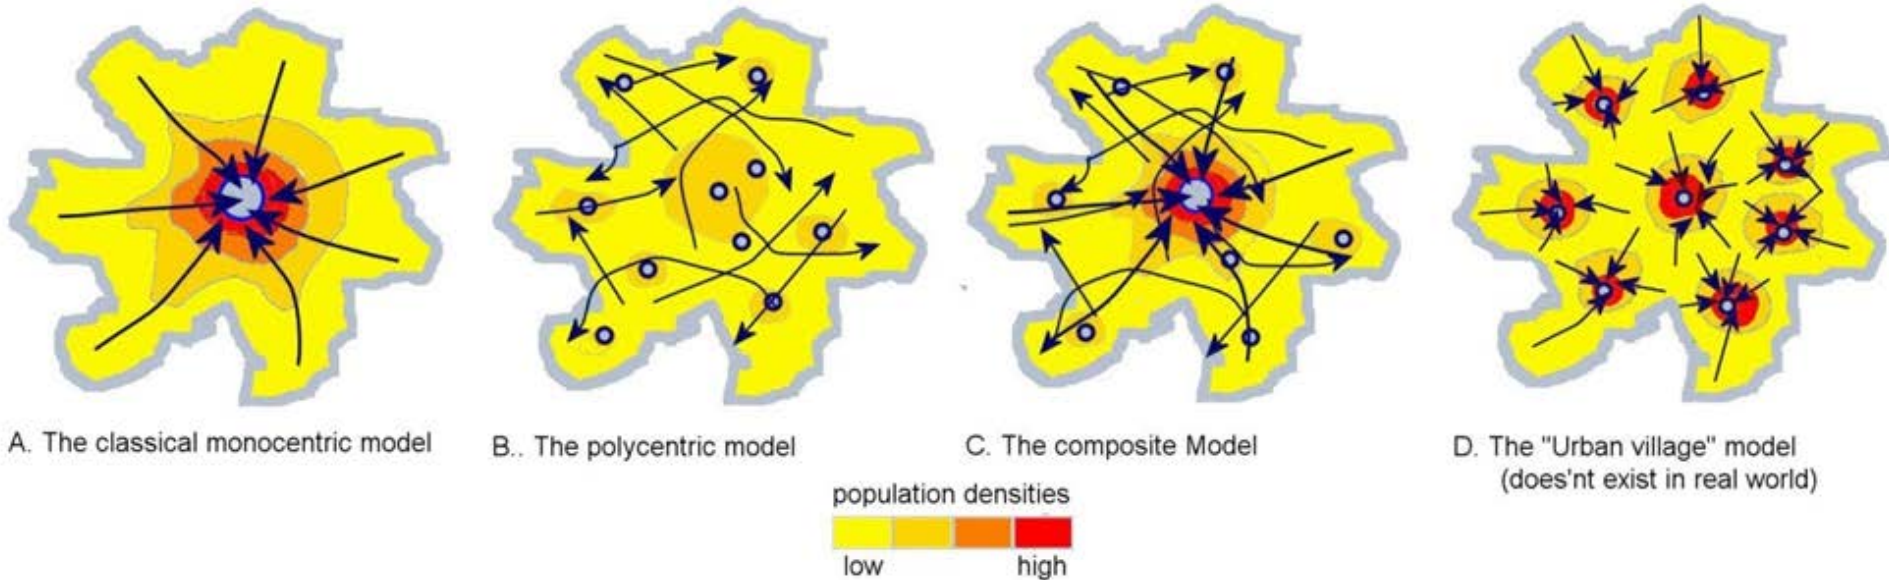 A. The classical monocentric model
B.. The polycentric model
C. The composite Model
D. The "Urban village" model
(does'nt exist in real world)
population densities
low
high